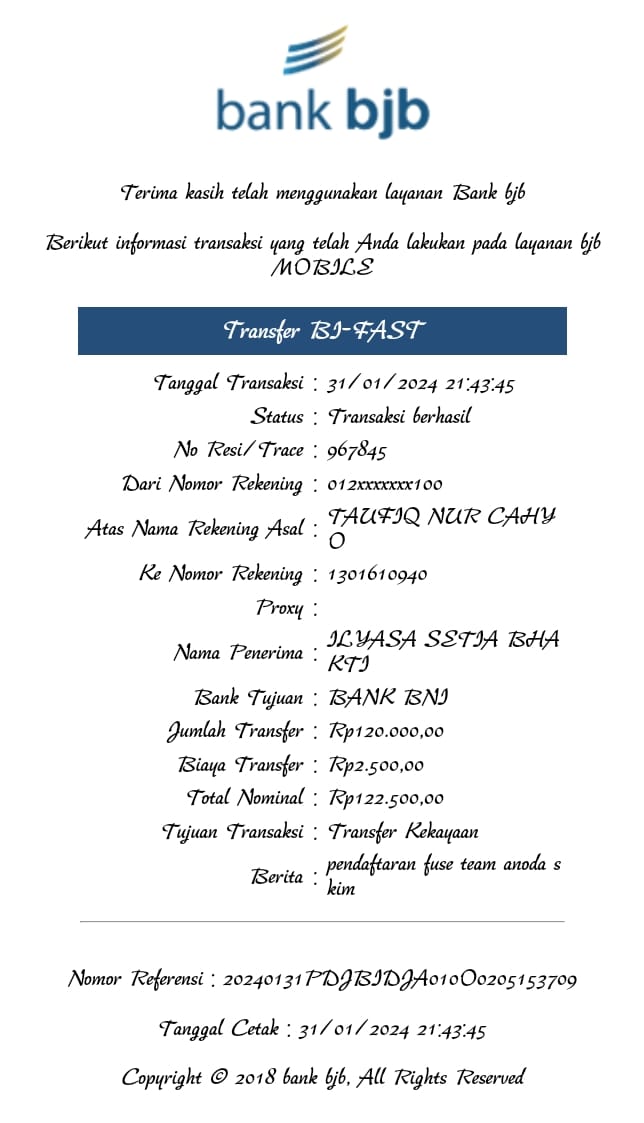 bank bjb
Terima kasih telah menggunakan layanan Bank bjb
Berikut informasi transaksi yang telah Anda lakukan pada layanan bjb
MOBILE
Transfer BI-FAST
Tanggal Transaksi : 31/01/2024 21:43:45
Status : Transaksi berhasil
No Resi/Trace : 967845
Dari Nomor Rekening : 012xxxxxxx100
Atas Nama Rekening Asal : TAUFIQ NUR CAHY
O
Ke Nomor Rekening : 1301610940
Proxy :
Nama Penerima : ILYASA SETIA BHA
KTI
Bank Tujuan : BANK BNI
Jumlah Transfer : Rp120.000,00
Biaya Transfer : Rp2.500,00
Total Nominal : Rp122.500,00
Tujuan Transaksi : Transfer Kekayaan
Berita : pendaftaran fuse team anoda s
kim
Nomor Referensi : 20240131PDJBIDJA010O0205153709
Tanggal Cetak : 31/01/2024 21:43:45
Copyright © 2018 bank bjb, All Rights Reserved